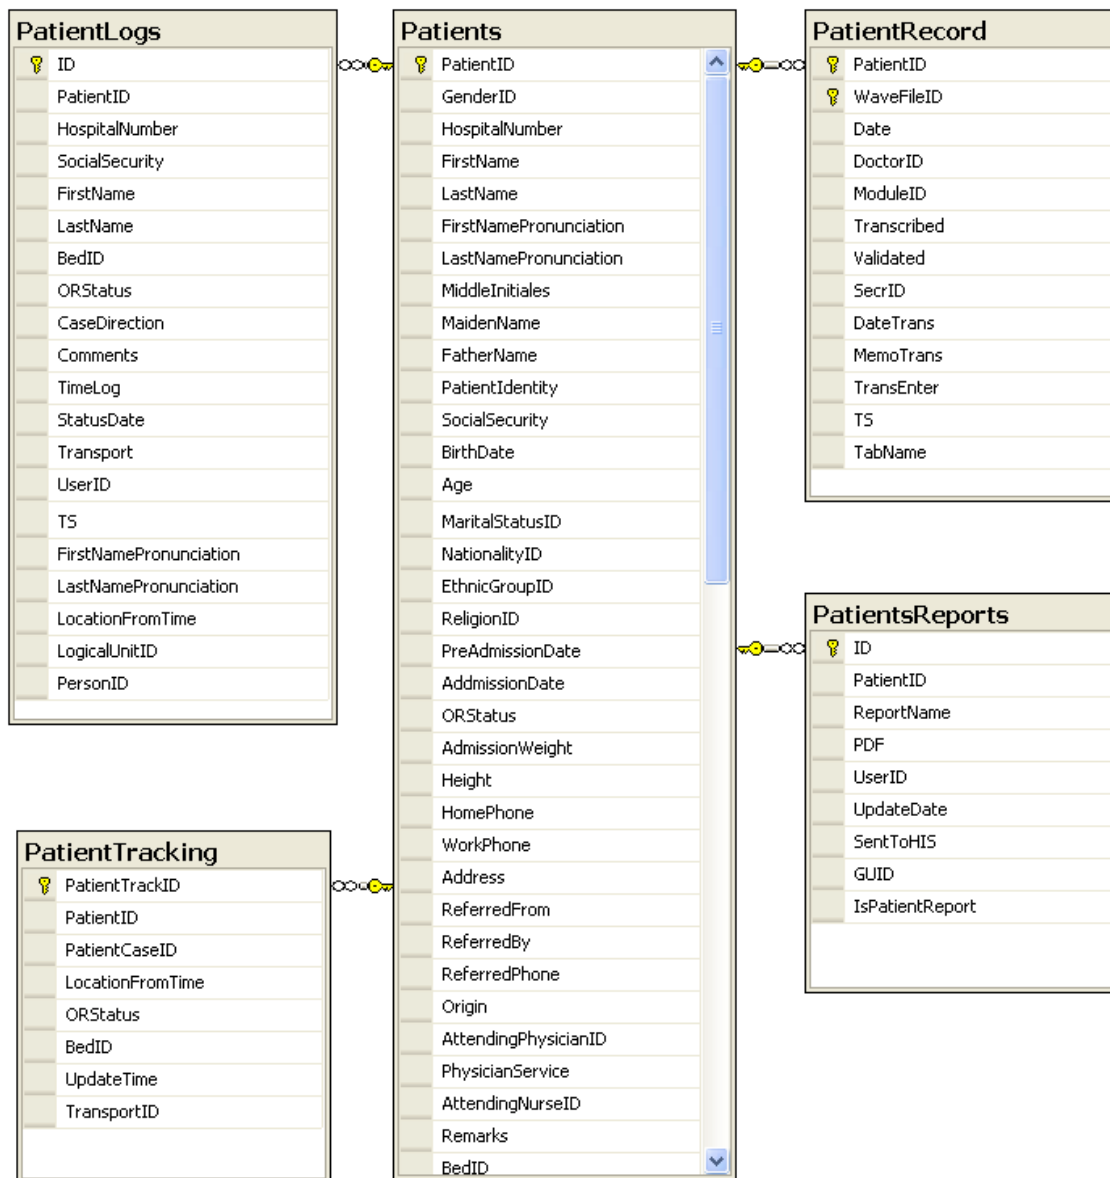 PatientLogs
ID
PatientID
HospitalNumber
SocialSecurity
FirstName
LastName
BedID
ORStatus
CaseDirection
Comments
TimeLog
StatusDate
Transport
UserID
TS
FirstNamePronunciation
LastNamePronunciation
LocationFromTime
LogicalUnitID
PersonID
PatientTracking
PatientTrackID
PatientID
PatientCaseID
LocationFromTime
ORStatus
BedID
UpdateTime
TransportID
Patients
PatientID
GenderID
HospitalNumber
FirstName
LastName
FirstNamePronunciation
LastNamePronunciation
MiddleInitiales
MaidenName
FatherName
PatientIdentity
SocialSecurity
BirthDate
Age
MaritalStatusID
NationalityID
EthnicGroupID
ReligionID
PreAdmissionDate
AddmissionDate
ORStatus
AdmissionWeight
Height
HomePhone
WorkPhone
Address
ReferredFrom
ReferredBy
ReferredPhone
Origin
AttendingPhysicianID
PhysicianService
AttendingNurseID
Remarks
BedID
PatientRecord
PatientID
WaveFileID
Date
DoctorID
ModuleID
Transcribed
Validated
SecrID
DateTrans
MemoTrans
TransEnter
TS
TabName
PatientsReports
ID
PatientID
ReportName
PDF
UserID
UpdateDate
SentToHIS
GUID
IsPatientReport